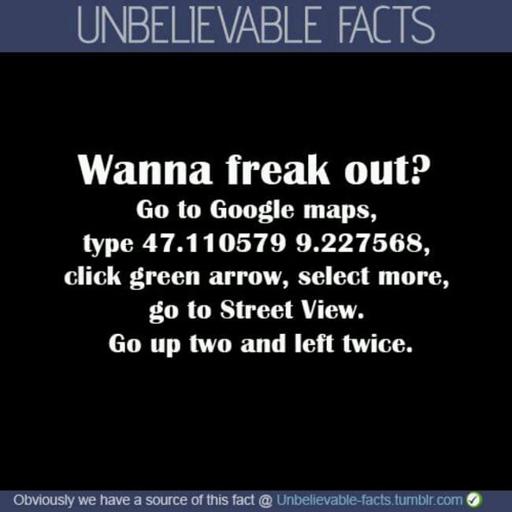 UNBELIEVABLE FACTS
Wanna freak out?
Go to Google maps,
type 47.110579 9.227568,
click green arrow, select more,
go to Street View.
Go up two and left twice.
Obviously we have a source of this fact @ Unbelievable-facts.tumblr.com